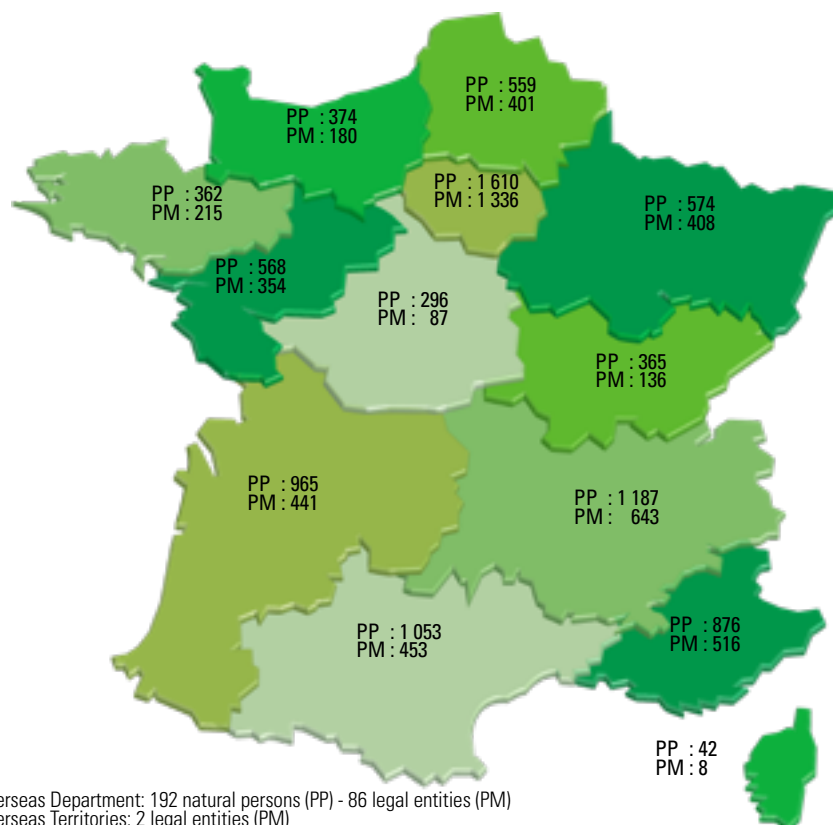 PP : 559
PM : 401
PP : 374
PM : 180
PP : 1 610
PM : 1 336
PP : 362
PM : 215
PP : 574
PM : 408
PP : 568
PM : 354
PP : 296
PM : 87
PP : 365
PM : 136
PP : 965
PM : 441
PP : 1 187
PM : 643
PP : 876
PM : 516
PP : 1 053
PM : 453
PP : 42
PM : 8
erseas Department: 192 natural persons (PP) - 86 legal entities (PM)
erseas Territories: 2 legal entities (PM)